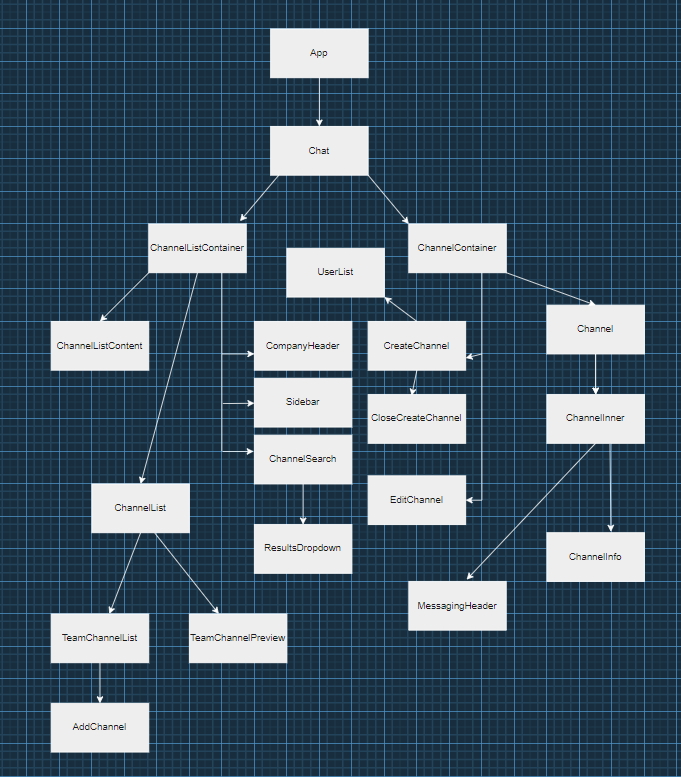 App
Chat
ChannelListContainer
ChannelContainer
UserList
Channel
ChannelListContent
CompanyHeader
CreateChannel
Sidebar
CloseCreateChannel
ChannelInner
ChannelSearch
EditChannel
ChannelList
ResultsDropdown
ChannelInfo
MessagingHeader
TeamChannelList
TeamChannelPreview
AddChannel